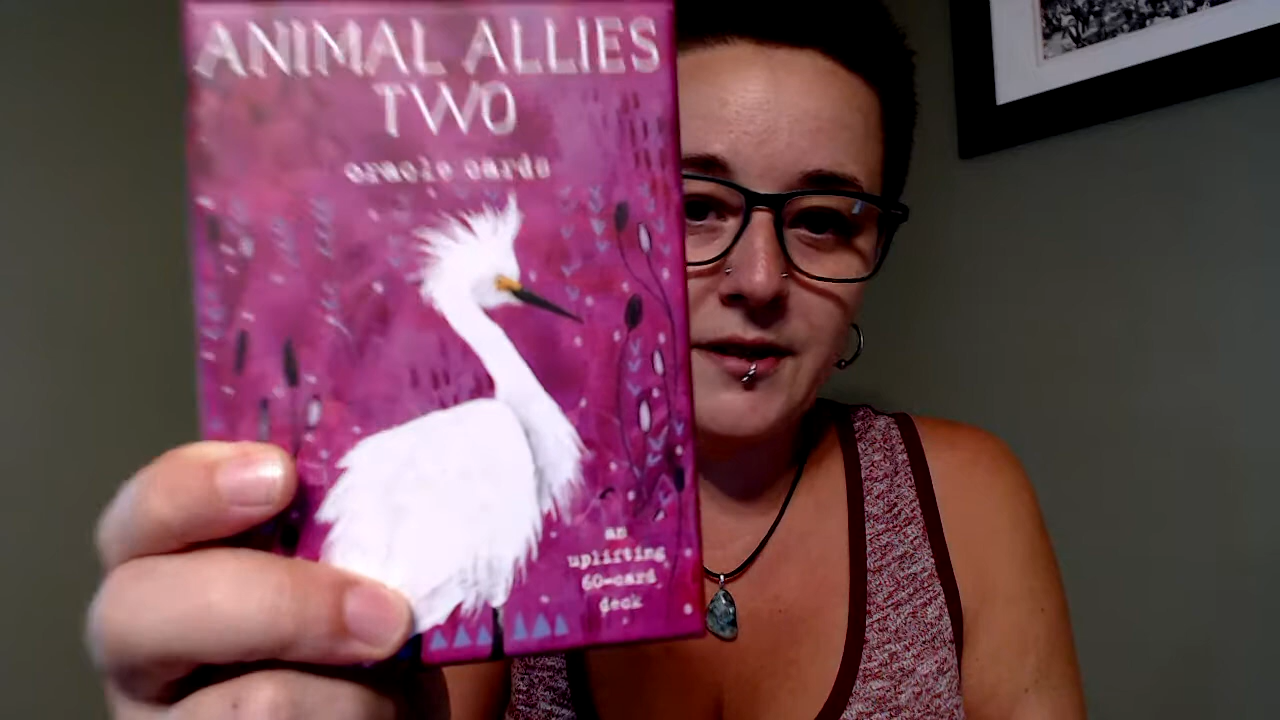 ANIMAL ALLIES
TWO
oracle cards
an
uplifting
60-card
deck